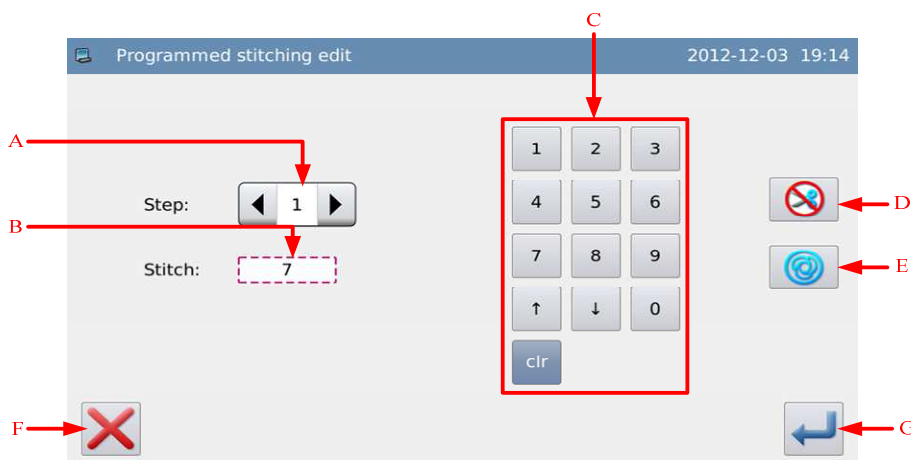 C
Programmed stitching edit 2012-12-03 19:14
A
1 2 3
Step: 1
4 5 6
D
B
Stitch: 7
7 8 9
E
↑ ↓ 0
clr
F
G